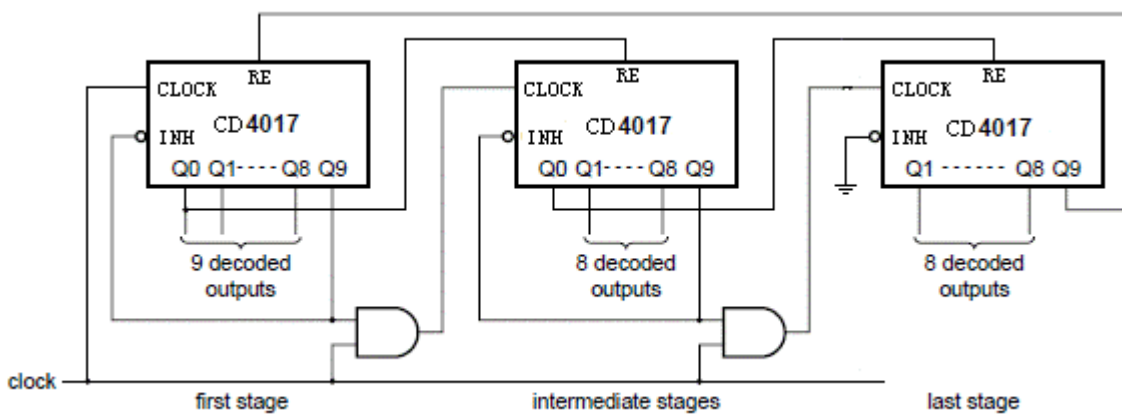 RE RE RE
CLOCK CLOCK CLOCK
INH CD4017 INH CD4017 INH CD4017
Q0 Q1 ---- Q8 Q9 Q0 Q1 ---- Q8 Q9 Q1 ------ Q8 Q9
9 decoded outputs
8 decoded outputs
8 decoded outputs
clock
first stage intermediate stages last stage